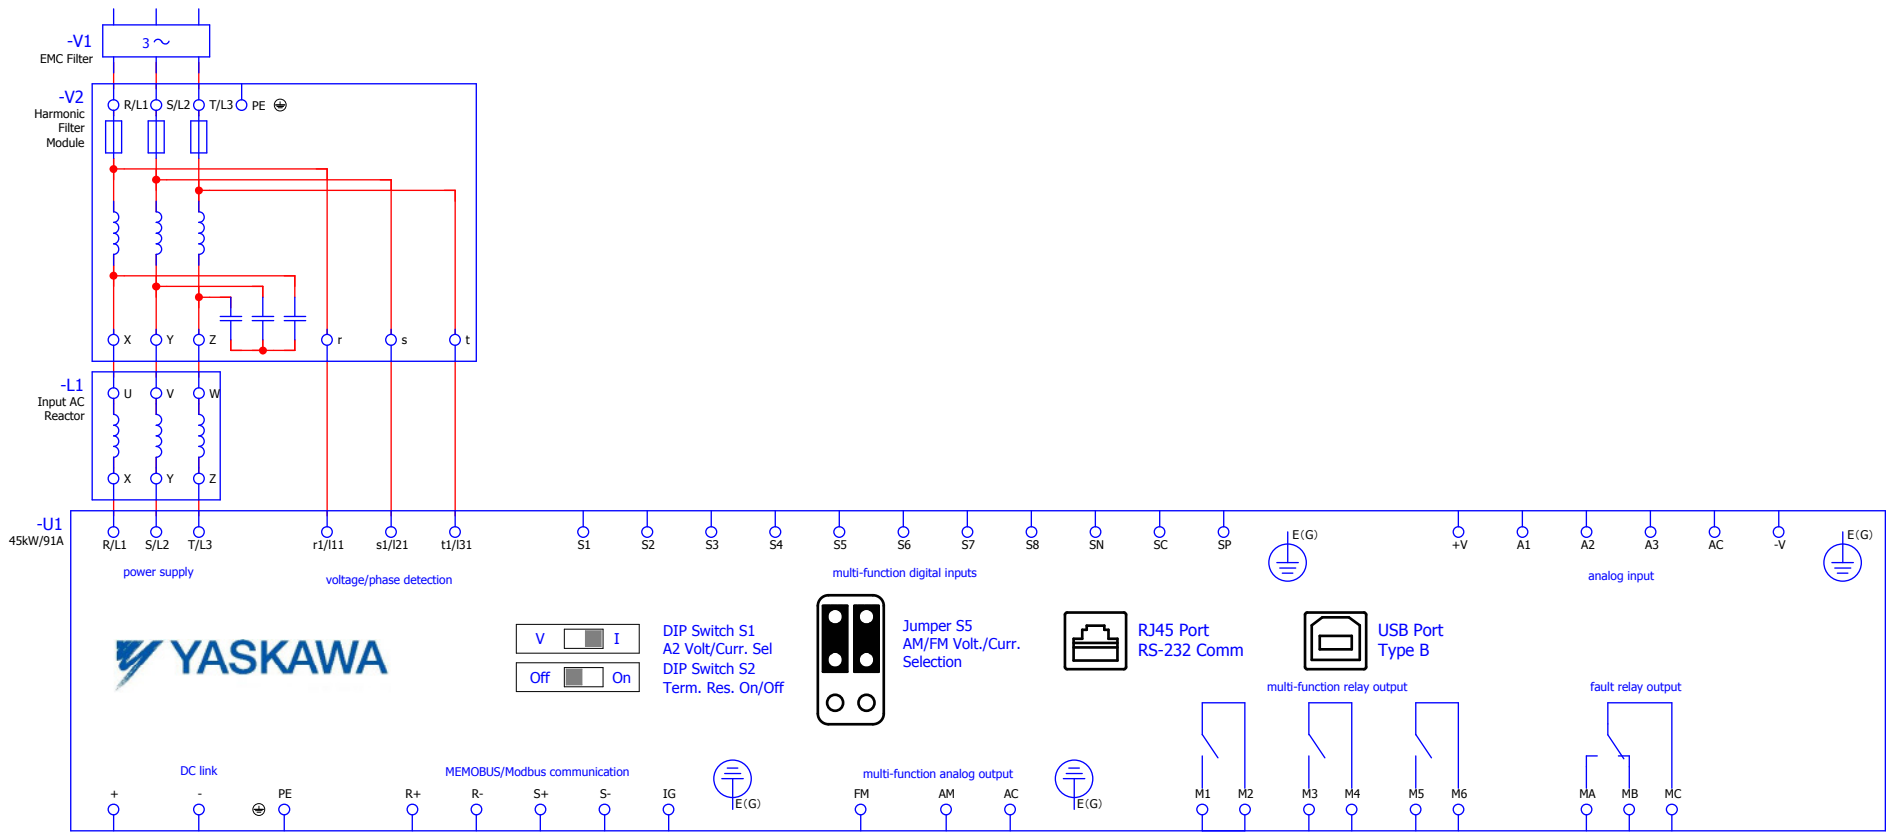 -V1
EMC Filter
3 ~
-V2
Harmonic
Filter
Module
R/L1 S/L2 T/L3 PE
X Y Z r s t
-L1
Input AC
Reactor
U V W
X Y Z
-U1
45kW/91A
R/L1 S/L2 T/L3 r1/l11 s1/l21 t1/l31 S1 S2 S3 S4 S5 S6 S7 S8 SN SC SP E(G) +V A1 A2 A3 AC -V E(G)
power supply
voltage/phase detection
multi-function digital inputs
analog input
YASKAWA
V I
DIP Switch S1
A2 Volt/Curr. Sel
Off On
DIP Switch S2
Term. Res. On/Off
Jumper S5
AM/FM Volt./Curr.
Selection
RJ45 Port
RS-232 Comm
USB Port
Type B
multi-function relay output
fault relay output
DC link
MEMOBUS/Modbus communication
multi-function analog output
+ - PE R+ R- S+ S- IG E(G) FM AM AC E(G) M1 M2 M3 M4 M5 M6 MA MB MC